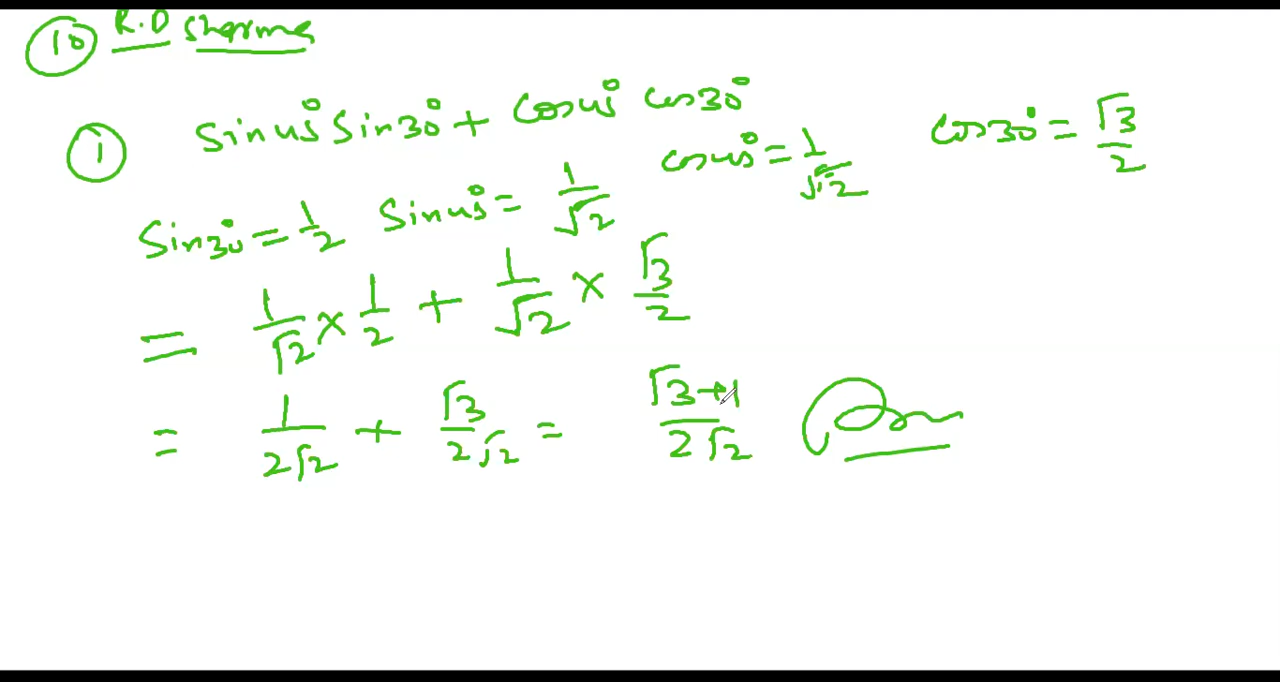 10 R.D Sharma
1 Sin45° Sin30° + Cos45° Cos30°
Sin30° = 1/2 Sin45° = 1/√2 Cos45° = 1/√2 Cos30° = √3/2
= 1/√2 × 1/2 + 1/√2 × √3/2
= 1/2√2 + √3/2√2 = √3+1/2√2